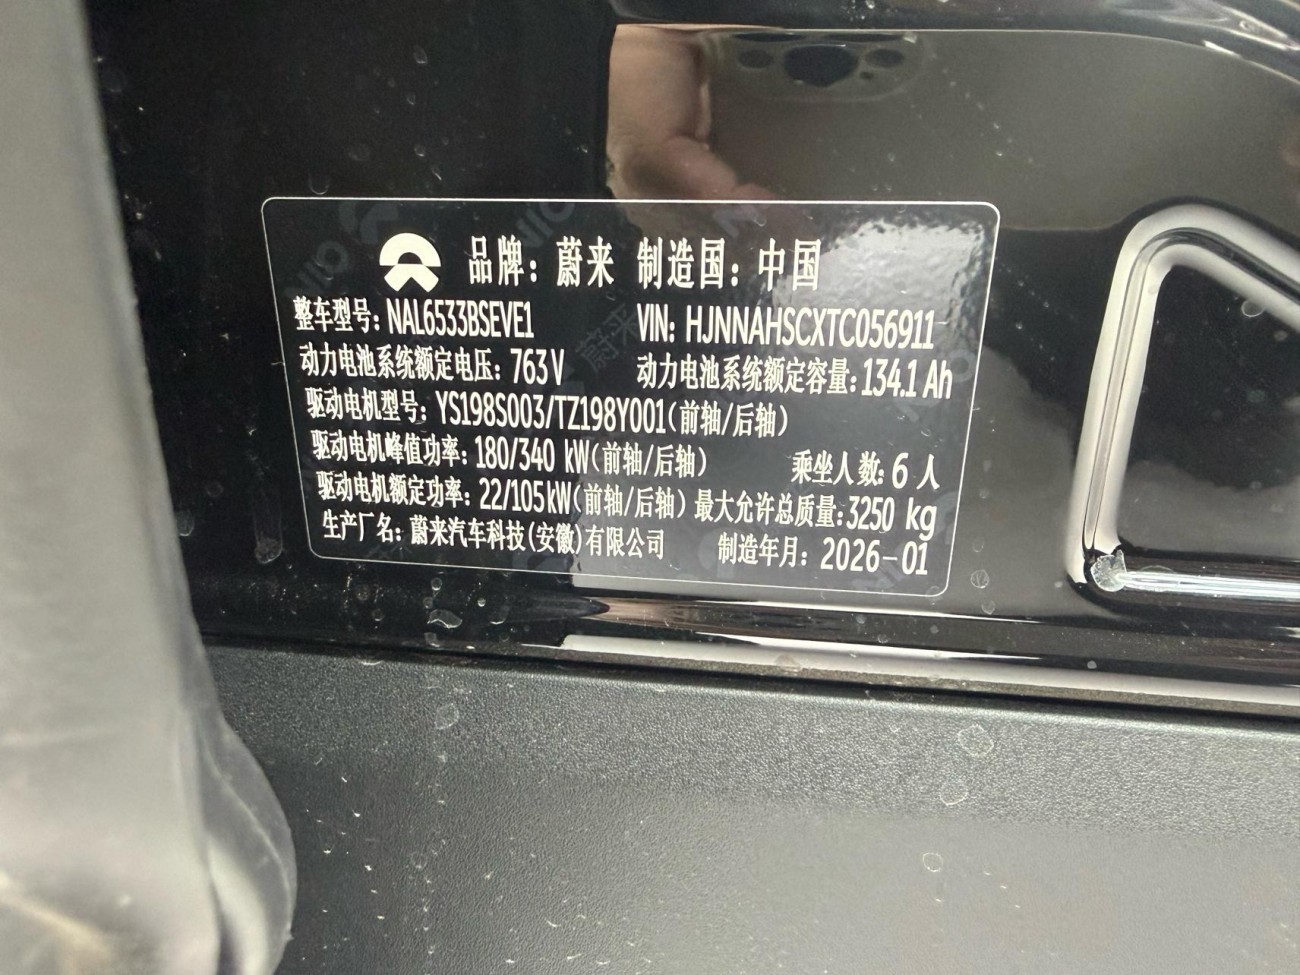 品牌：蔚来 制造国：中国
整车型号：NAL6533BSEVE1 VIN：HJNNAHSCXTC056911
动力电池系统额定电压：763V 动力电池系统额定容量：134.1 Ah
驱动电机型号：YS198S003/TZ198Y001(前轴/后轴)
驱动电机峰值功率：180/340 kW(前轴/后轴) 乘坐人数：6 人
驱动电机额定功率：22/105kW(前轴/后轴) 最大允许总质量：3250 kg
生产厂名：蔚来汽车科技(安徽)有限公司 制造年月：2026-01